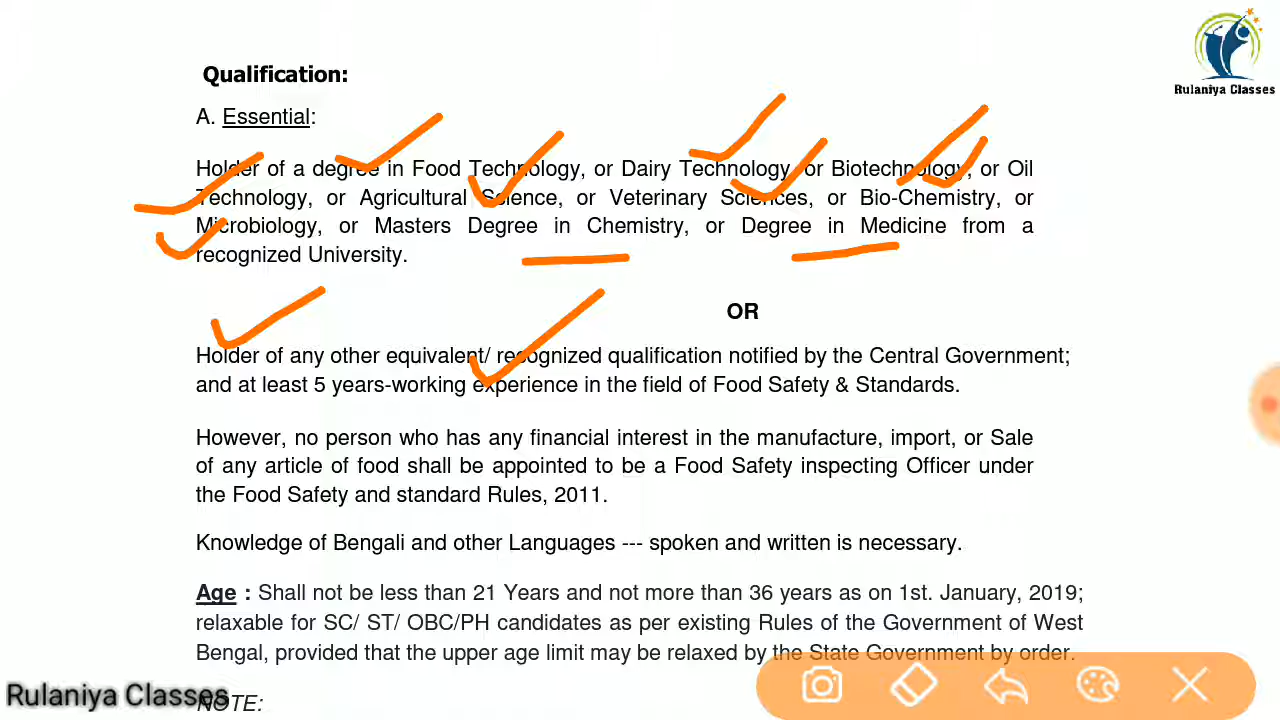 Rulaniya Classes
Qualification:
A. Essential:
Holder of a degree in Food Technology, or Dairy Technology, or Biotechnology, or Oil
Technology, or Agricultural Science, or Veterinary Sciences, or Bio-Chemistry, or
Microbiology, or Masters Degree in Chemistry, or Degree in Medicine from a
recognized University.
OR
Holder of any other equivalent/ recognized qualification notified by the Central Government;
and at least 5 years-working experience in the field of Food Safety & Standards.
However, no person who has any financial interest in the manufacture, import, or Sale
of any article of food shall be appointed to be a Food Safety inspecting Officer under
the Food Safety and standard Rules, 2011.
Knowledge of Bengali and other Languages --- spoken and written is necessary.
Age : Shall not be less than 21 Years and not more than 36 years as on 1st. January, 2019;
relaxable for SC/ ST/ OBC/PH candidates as per existing Rules of the Government of West
Bengal, provided that the upper age limit may be relaxed by the State Government by order.
Rulaniya Classes
NOTE: